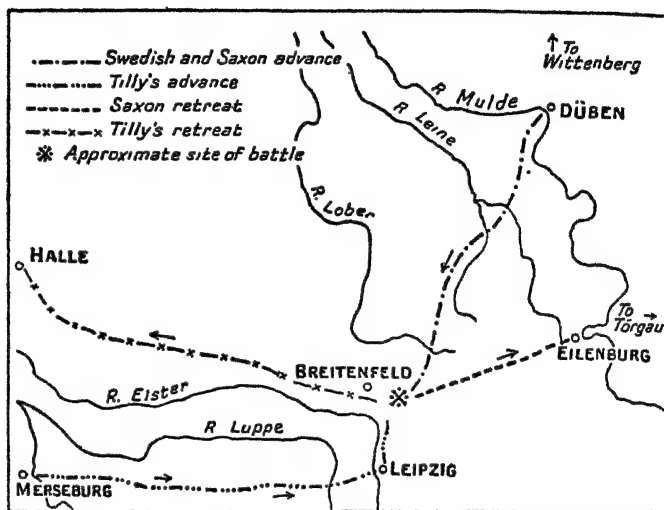 Swedish and Saxon advance
Tilly's advance
Saxon retreat
Tilly's retreat
Approximate site of battle
To
Wittenberg
R Mulde
DÜBEN
R Leine
R. Lober
HALLE
To
Törgau
EILENBURG
BREITENFELD
R. Elster
R Luppe
LEIPZIG
MERSEBURG